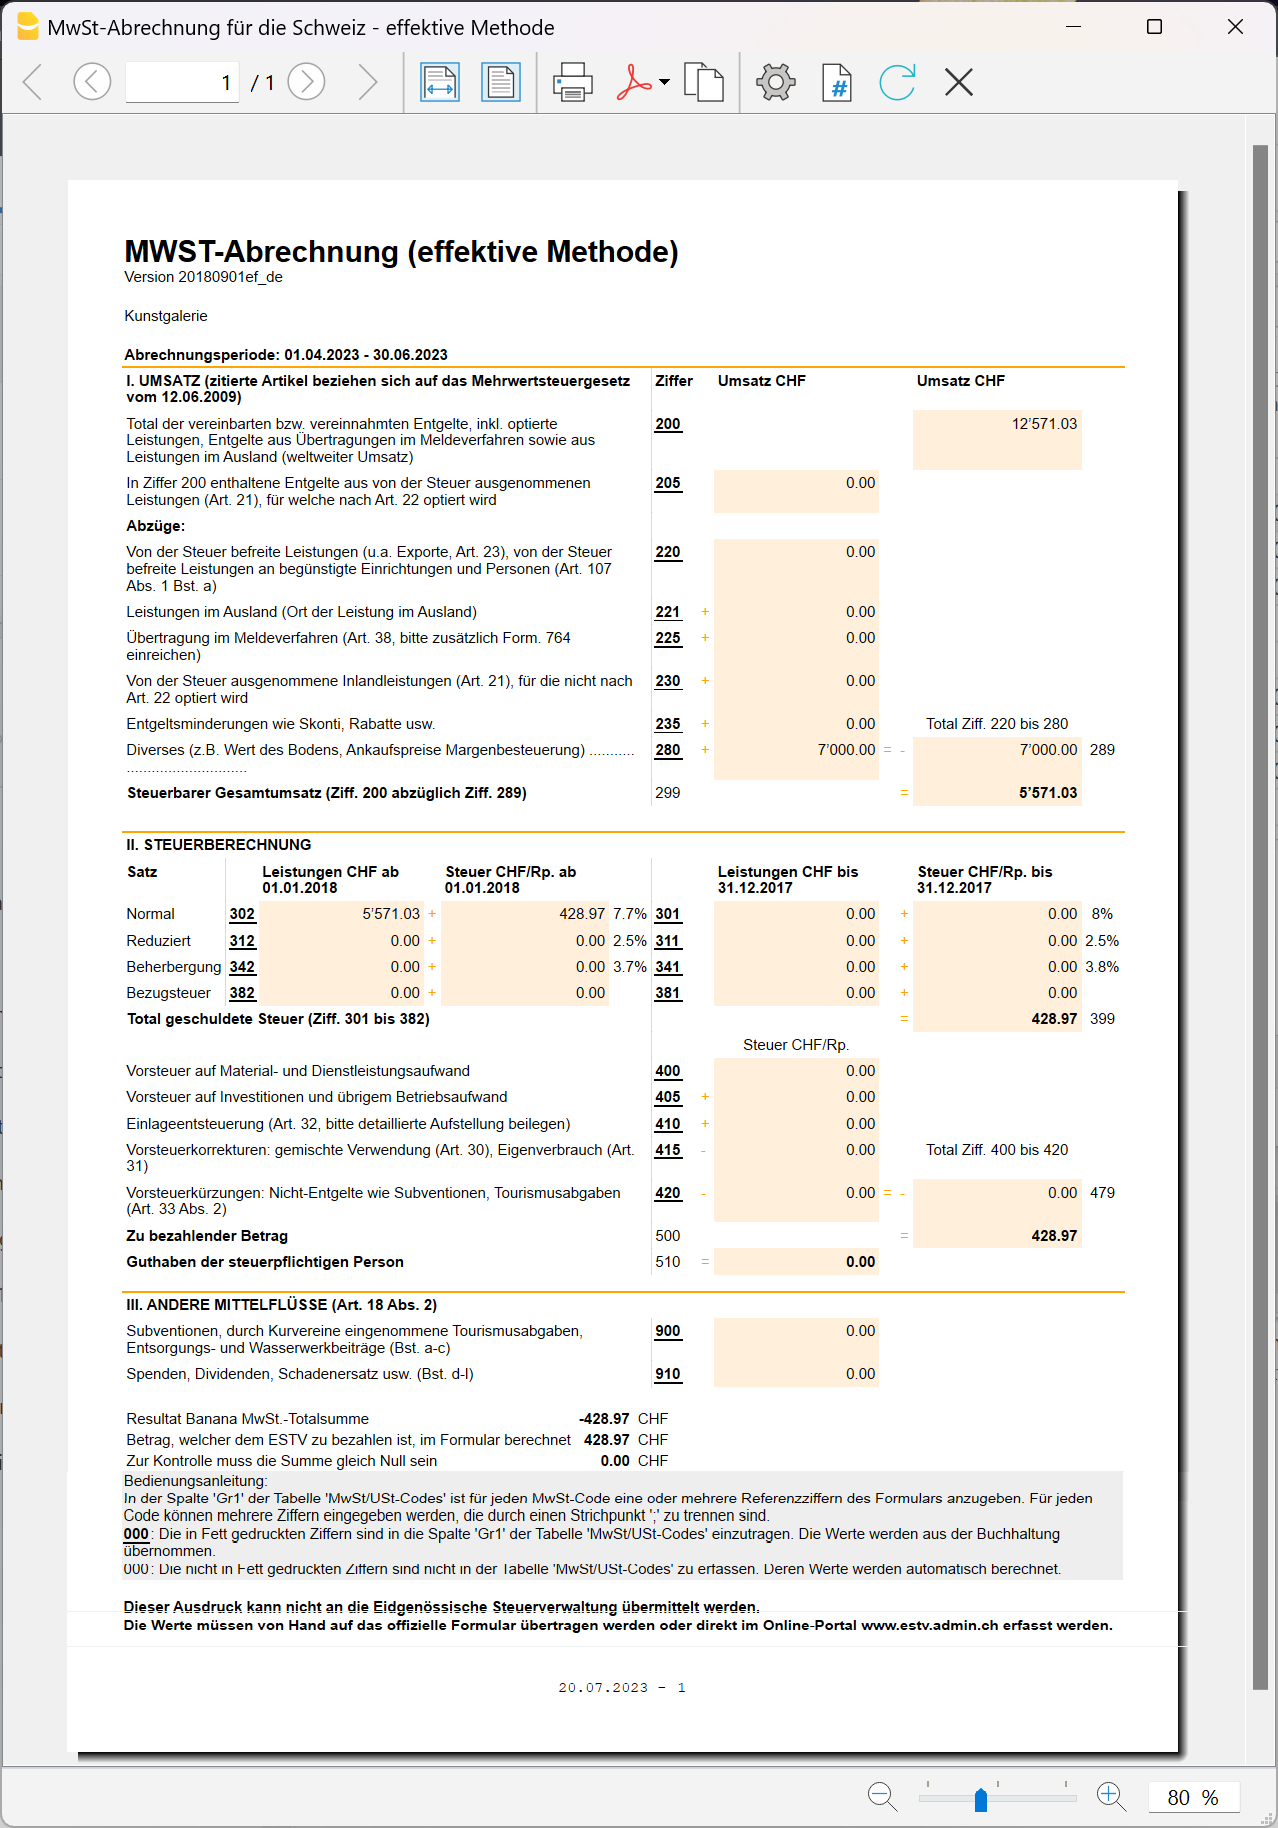 MwSt-Abrechnung für die Schweiz - effektive Methode
1 / 1
#
MWST-Abrechnung (effektive Methode)
Version 20180901ef_de
Kunstgalerie
Abrechnungsperiode: 01.04.2023 - 30.06.2023
I. UMSATZ (zitierte Artikel beziehen sich auf das Mehrwertsteuergesetz Ziffer Umsatz CHF Umsatz CHF
vom 12.06.2009)
Total der vereinbarten bzw. vereinnahmten Entgelte, inkl. optierte 200 12'571.03
Leistungen, Entgelte aus Übertragungen im Meldeverfahren sowie aus
Leistungen im Ausland (weltweiter Umsatz)
In Ziffer 200 enthaltene Entgelte aus von der Steuer ausgenommenen 205 0.00
Leistungen (Art. 21), für welche nach Art. 22 optiert wird
Abzüge:
Von der Steuer befreite Leistungen (u.a. Exporte, Art. 23), von der Steuer 220 0.00
befreite Leistungen an begünstigte Einrichtungen und Personen (Art. 107
Abs. 1 Bst. a)
Leistungen im Ausland (Ort der Leistung im Ausland) 221 + 0.00
Übertragung im Meldeverfahren (Art. 38, bitte zusätzlich Form. 764 225 + 0.00
einreichen)
Von der Steuer ausgenommene Inlandleistungen (Art. 21), für die nicht nach 230 + 0.00
Art. 22 optiert wird
Entgeltsminderungen wie Skonti, Rabatte usw. 235 + 0.00 Total Ziff. 220 bis 280
Diverses (z.B. Wert des Bodens, Ankaufspreise Margenbesteuerung) ........... 280 + 7'000.00 = - 7'000.00 289
.............................
Steuerbarer Gesamtumsatz (Ziff. 200 abzüglich Ziff. 289) 299 = 5'571.03
II. STEUERBERECHNUNG
Satz Leistungen CHF ab Steuer CHF/Rp. ab Leistungen CHF bis Steuer CHF/Rp. bis
01.01.2018 01.01.2018 31.12.2017 31.12.2017
Normal 302 5'571.03 + 428.97 7.7% 301 0.00 + 0.00 8%
Reduziert 312 0.00 + 0.00 2.5% 311 0.00 + 0.00 2.5%
Beherbergung 342 0.00 + 0.00 3.7% 341 0.00 + 0.00 3.8%
Bezugsteuer 382 0.00 + 0.00 381 0.00 + 0.00
Total geschuldete Steuer (Ziff. 301 bis 382) = 428.97 399
Steuer CHF/Rp.
Vorsteuer auf Material- und Dienstleistungsaufwand 400 0.00
Vorsteuer auf Investitionen und übrigem Betriebsaufwand 405 + 0.00
Einlageentsteuerung (Art. 32, bitte detaillierte Aufstellung beilegen) 410 + 0.00
Vorsteuerkorrekturen: gemischte Verwendung (Art. 30), Eigenverbrauch (Art. 415 - 0.00 Total Ziff. 400 bis 420
31)
Vorsteuerkürzungen: Nicht-Entgelte wie Subventionen, Tourismusabgaben 420 - 0.00 = - 0.00 479
(Art. 33 Abs. 2)
Zu bezahlender Betrag 500 = 428.97
Guthaben der steuerpflichtigen Person 510 = 0.00
III. ANDERE MITTELFLÜSSE (Art. 18 Abs. 2)
Subventionen, durch Kurvereine eingenommene Tourismusabgaben, 900 0.00
Entsorgungs- und Wasserwerkbeiträge (Bst. a-c)
Spenden, Dividenden, Schadenersatz usw. (Bst. d-l) 910 0.00
Resultat Banana MwSt.-Totalsumme -428.97 CHF
Betrag, welcher dem ESTV zu bezahlen ist, im Formular berechnet 428.97 CHF
Zur Kontrolle muss die Summe gleich Null sein 0.00 CHF
Bedienungsanleitung:
In der Spalte 'Gr1' der Tabelle 'MwSt/USt-Codes' ist für jeden MwSt-Code eine oder mehrere Referenzziffern des Formulars anzugeben. Für jeden
Code können mehrere Ziffern eingegeben werden, die durch einen Strichpunkt ';' zu trennen sind.
000: Die in Fett gedruckten Ziffern sind in die Spalte 'Gr1' der Tabelle 'MwSt/USt-Codes' einzutragen. Die Werte werden aus der Buchhaltung
übernommen.
000: Die nicht in Fett gedruckten Ziffern sind nicht in der Tabelle 'MwSt/USt-Codes' zu erfassen. Deren Werte werden automatisch berechnet.
Dieser Ausdruck kann nicht an die Eidgenössische Steuerverwaltung übermittelt werden.
Die Werte müssen von Hand auf das offizielle Formular übertragen werden oder direkt im Online-Portal www.estv.admin.ch erfasst werden.
20.07.2023 - 1
80 %